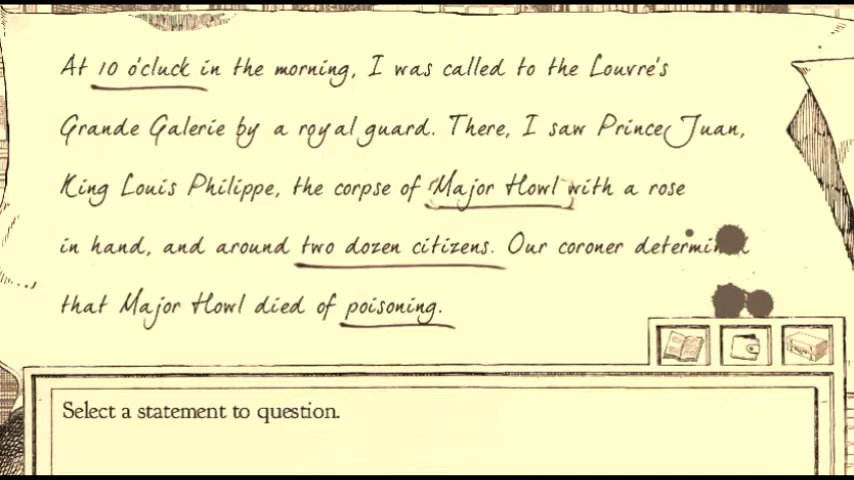 At 10 o'cluck in the morning, I was called to the Louvre's
Grande Galerie by a royal guard. There, I saw Prince Juan,
King Louis Philippe, the corpse of Major Howl with a rose
in hand, and around two dozen citizens. Our coroner determined
that Major Howl died of poisoning.
Select a statement to question.